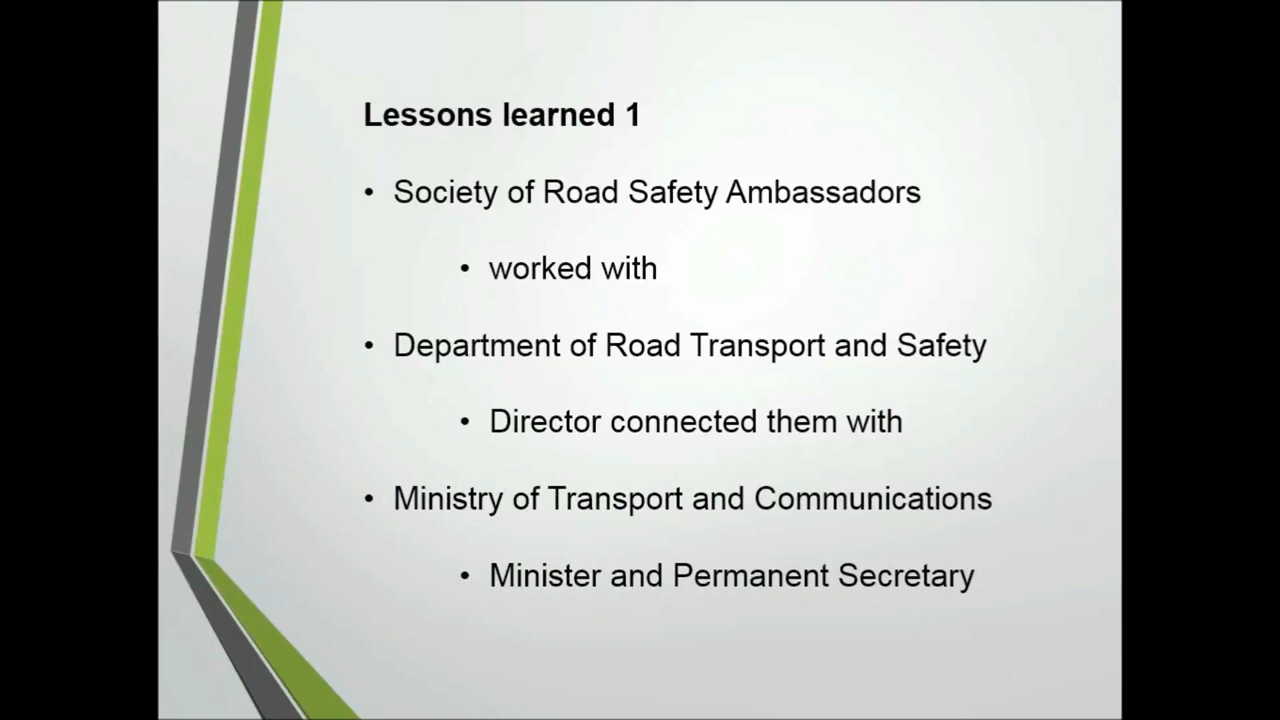 Lessons learned 1
• Society of Road Safety Ambassadors
• worked with
• Department of Road Transport and Safety
• Director connected them with
• Ministry of Transport and Communications
• Minister and Permanent Secretary